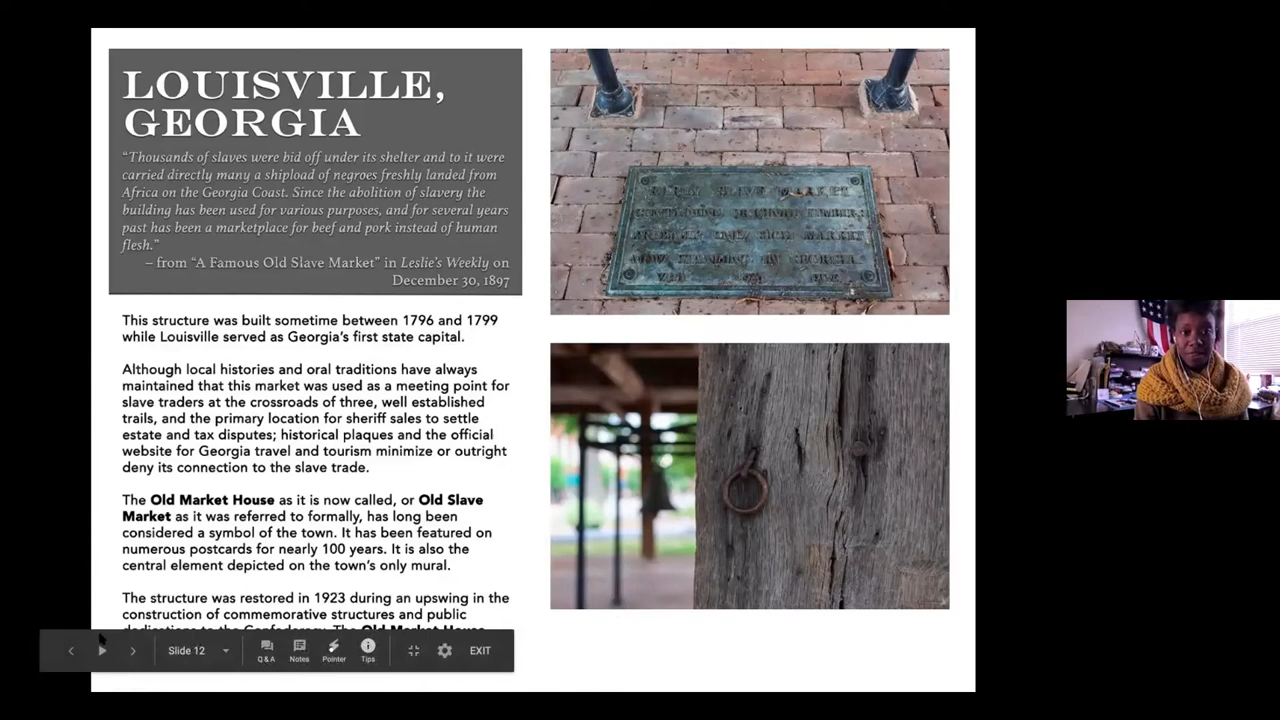 LOUISVILLE,
GEORGIA
“Thousands of slaves were bid off under its shelter and to it were
carried directly many a shipload of negroes freshly landed from
Africa on the Georgia Coast. Since the abolition of slavery the
building has been used for various purposes, and for several years
past has been a marketplace for beef and pork instead of human
flesh.”
– from “A Famous Old Slave Market” in Leslie's Weekly on
December 30, 1897
This structure was built sometime between 1796 and 1799
while Louisville served as Georgia's first state capital.
Although local histories and oral traditions have always
maintained that this market was used as a meeting point for
slave traders at the crossroads of three, well established
trails, and the primary location for sheriff sales to settle
estate and tax disputes; historical plaques and the official
website for Georgia travel and tourism minimize or outright
deny its connection to the slave trade.
The Old Market House as it is now called, or Old Slave
Market as it was referred to formally, has long been
considered a symbol of the town. It has been featured on
numerous postcards for nearly 100 years. It is also the
central element depicted on the town's only mural.
The structure was restored in 1923 during an upswing in the
construction of commemorative structures and public
dedications to the Confederacy. The Old Market House
SLAVE MARKET
Slide 12
Q & A
Notes
Pointer
Tips
EXIT